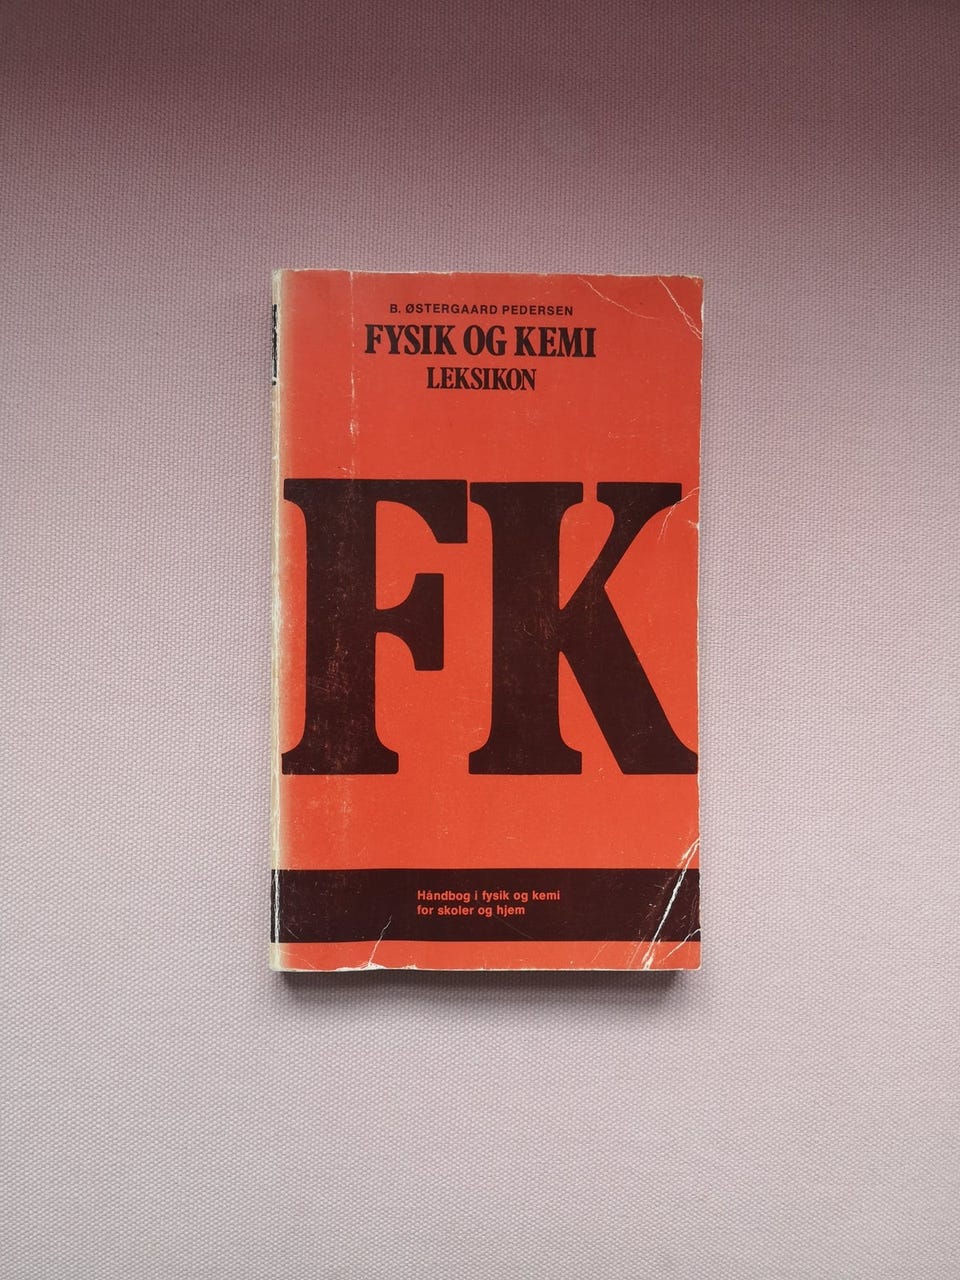 B. ØSTERGAARD PEDERSEN
FYSIK OG KEMI
LEKSIKON
FK
Håndbog i fysik og kemi
for skoler og hjem